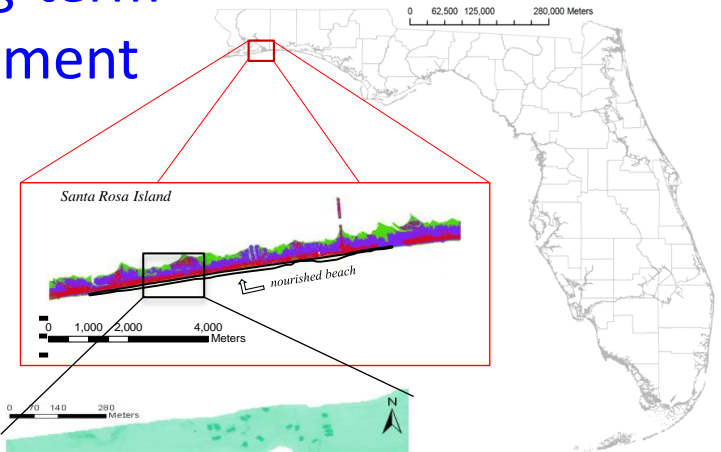 term
ment
0 62,500 125,000 280,000 Meters
Santa Rosa Island
nourished beach
0 1,000 2,000 4,000
Meters
0 70 140 280
Meters
N